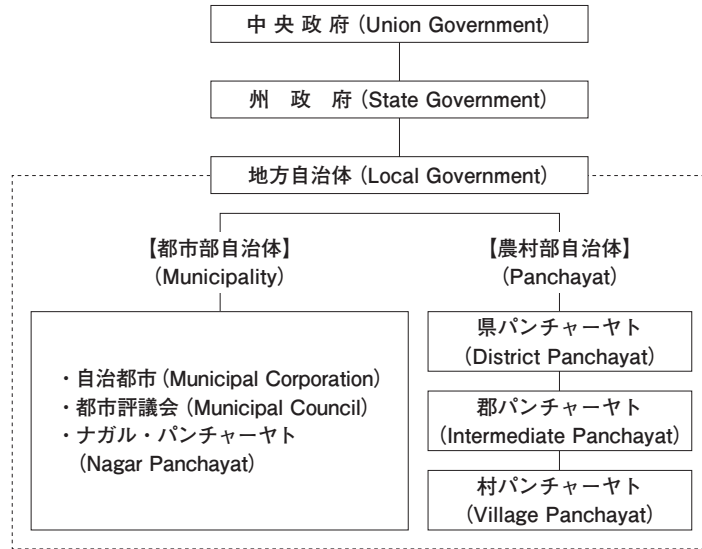 中央政府 (Union Government)
州 政 府 (State Government)
地方自治体 (Local Government)
【都市部自治体】
(Municipality)
・自治都市 (Municipal Corporation)
・都市評議会 (Municipal Council)
・ナガル・パンチャーヤト
(Nagar Panchayat)
【農村部自治体】
(Panchayat)
県パンチャーヤト
(District Panchayat)
郡パンチャーヤト
(Intermediate Panchayat)
村パンチャーヤト
(Village Panchayat)